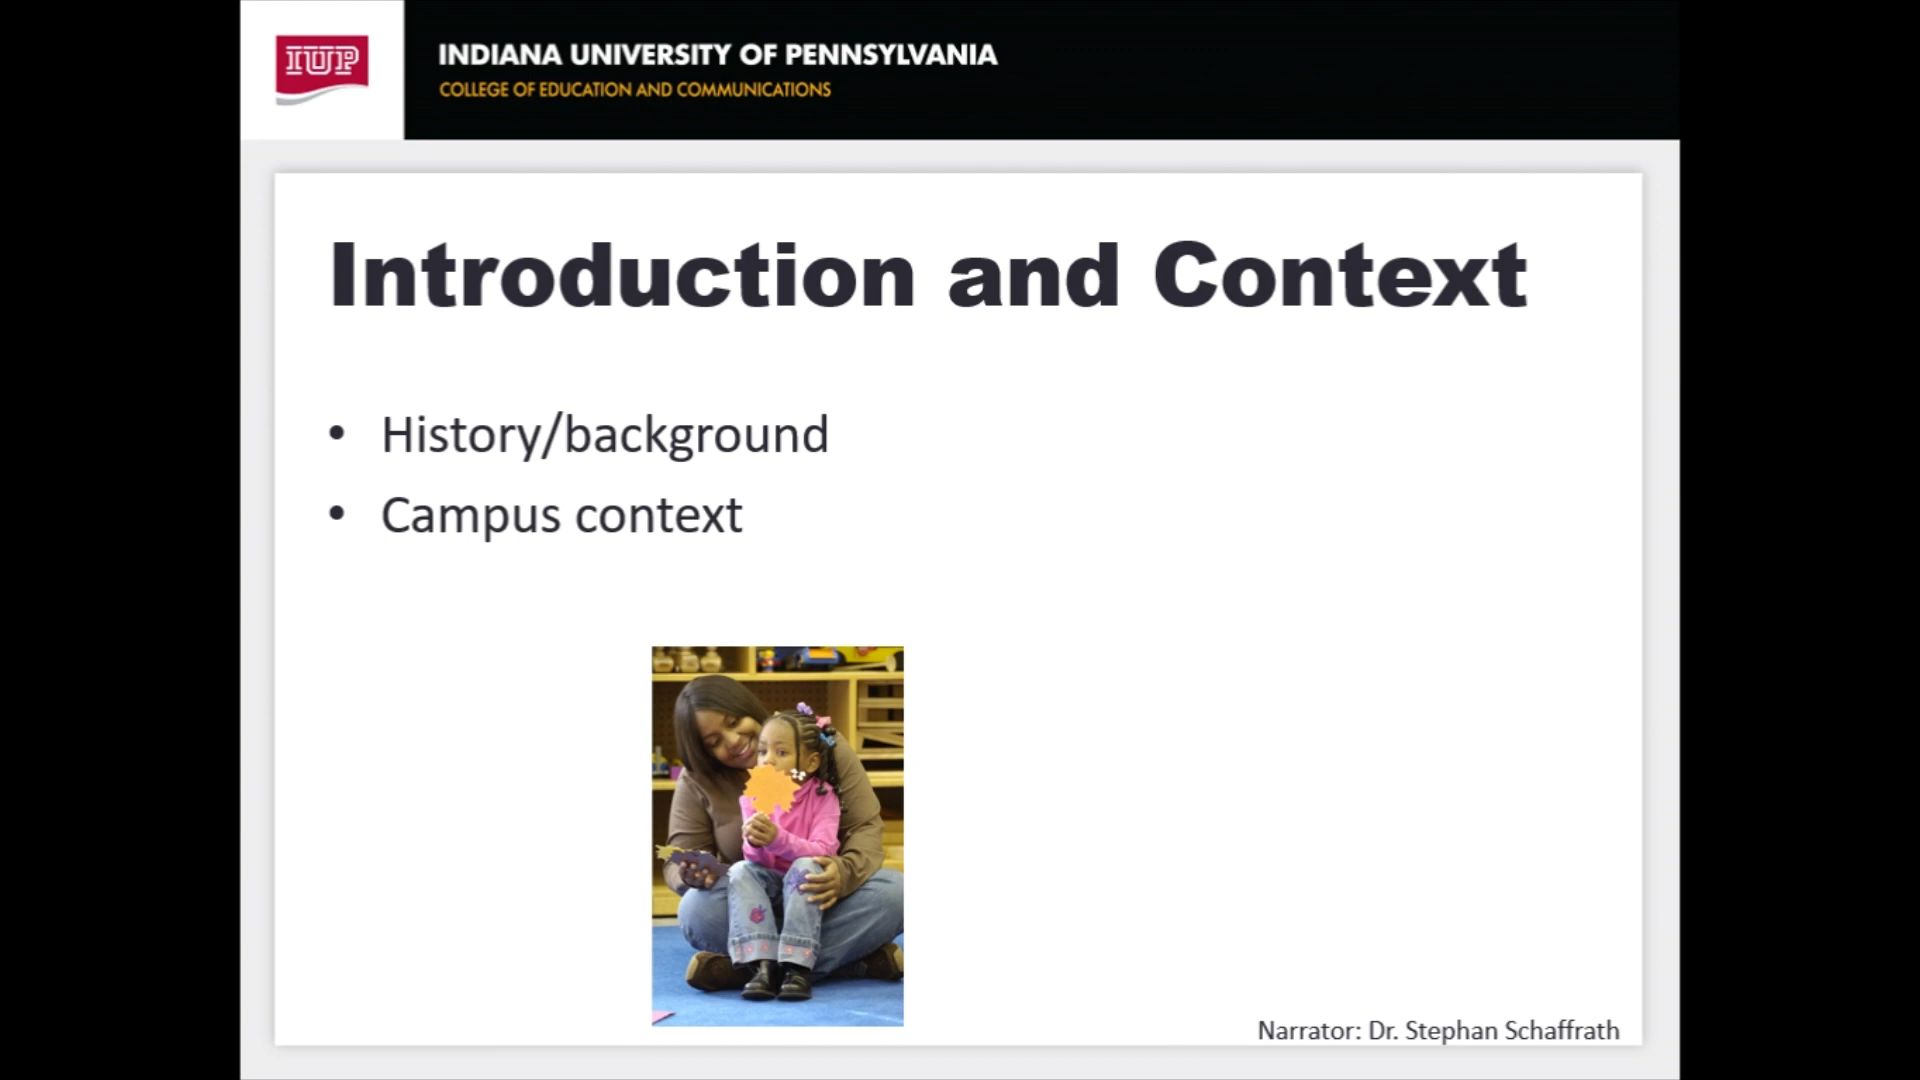 IUP
INDIANA UNIVERSITY OF PENNSYLVANIA
COLLEGE OF EDUCATION AND COMMUNICATIONS
Introduction and Context
• History/background
• Campus context
Narrator: Dr. Stephan Schaffrath